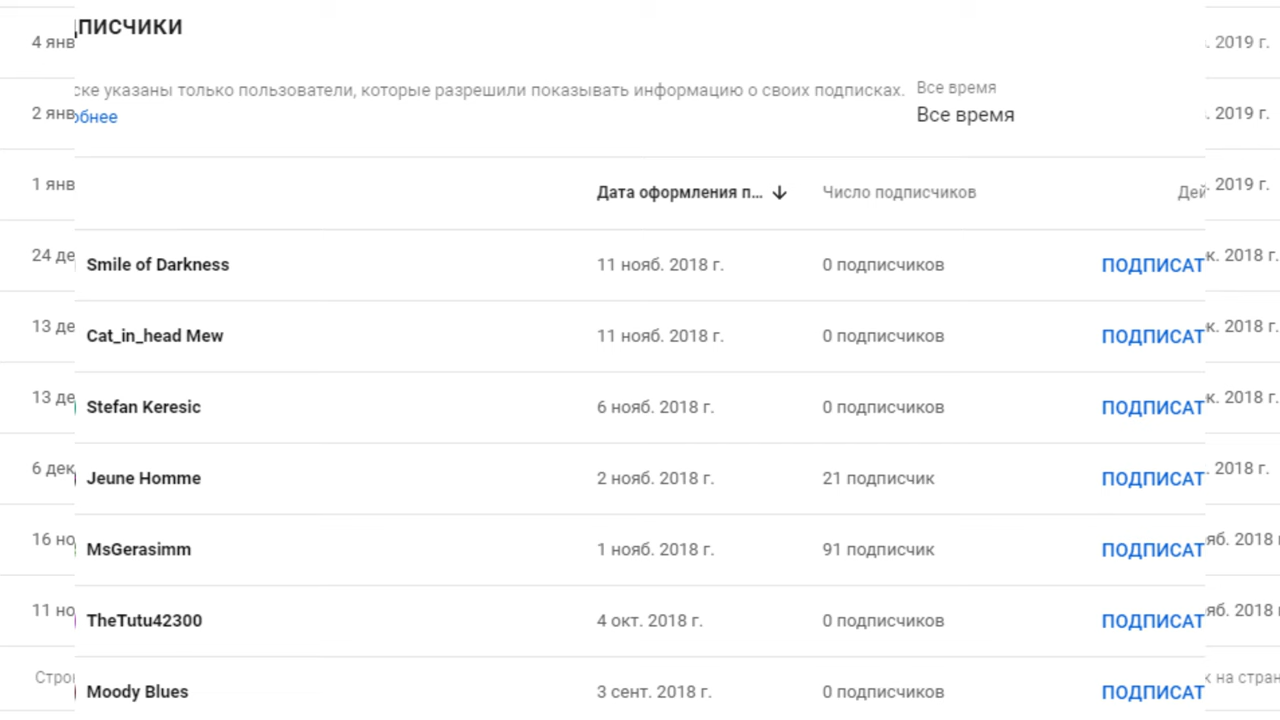 ПИСЧИКИ
ске указаны только пользователи, которые разрешили показывать информацию о своих подписках.
обнее
Все время
Все время
Дата оформления п... ↓ Число подписчиков Дей
Smile of Darkness 11 нояб. 2018 г. 0 подписчиков ПОДПИСАТ
Cat_in_head Mew 11 нояб. 2018 г. 0 подписчиков ПОДПИСАТ
Stefan Keresic 6 нояб. 2018 г. 0 подписчиков ПОДПИСАТ
Jeune Homme 2 нояб. 2018 г. 21 подписчик ПОДПИСАТ
MsGerasimm 1 нояб. 2018 г. 91 подписчик ПОДПИСАТ
TheTutu42300 4 окт. 2018 г. 0 подписчиков ПОДПИСАТ
Moody Blues 3 сент. 2018 г. 0 подписчиков ПОДПИСАТ
4 янв
2 янв
1 янв
24 де
13 де
13 де
6 дек
16 но
11 но
Стро
. 2019 г.
. 2019 г.
. 2019 г.
к. 2018 г.
к. 2018 г.
к. 2018 г.
. 2018 г.
яб. 2018
яб. 2018
к на стран